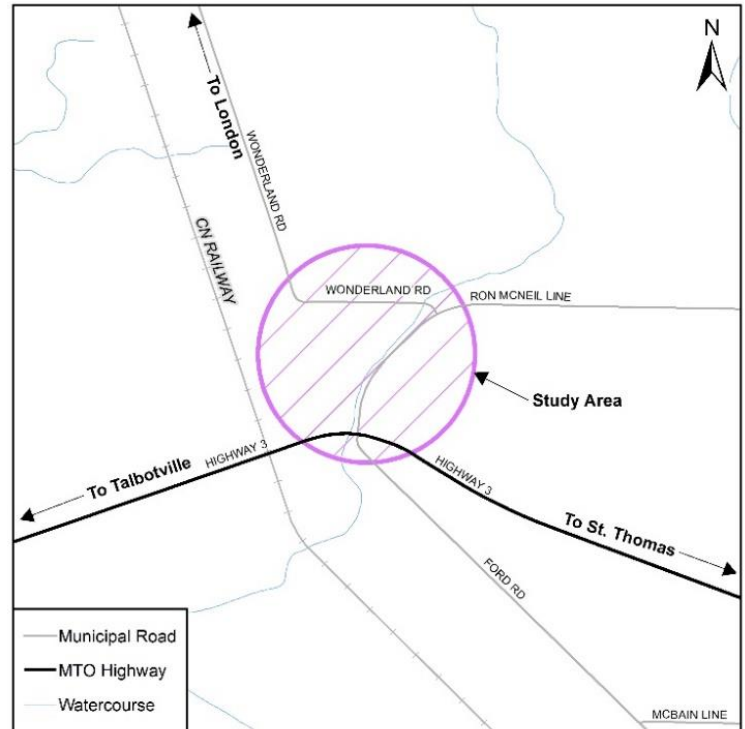 N
To London
WONDERLAND RD
CN RAILWAY
WONDERLAND RD
RON MCNEIL LINE
Study Area
To Talbotville
HIGHWAY 3
HIGHWAY 3
To St. Thomas
FORD RD
MCBAIN LINE
Municipal Road
MTO Highway
Watercourse